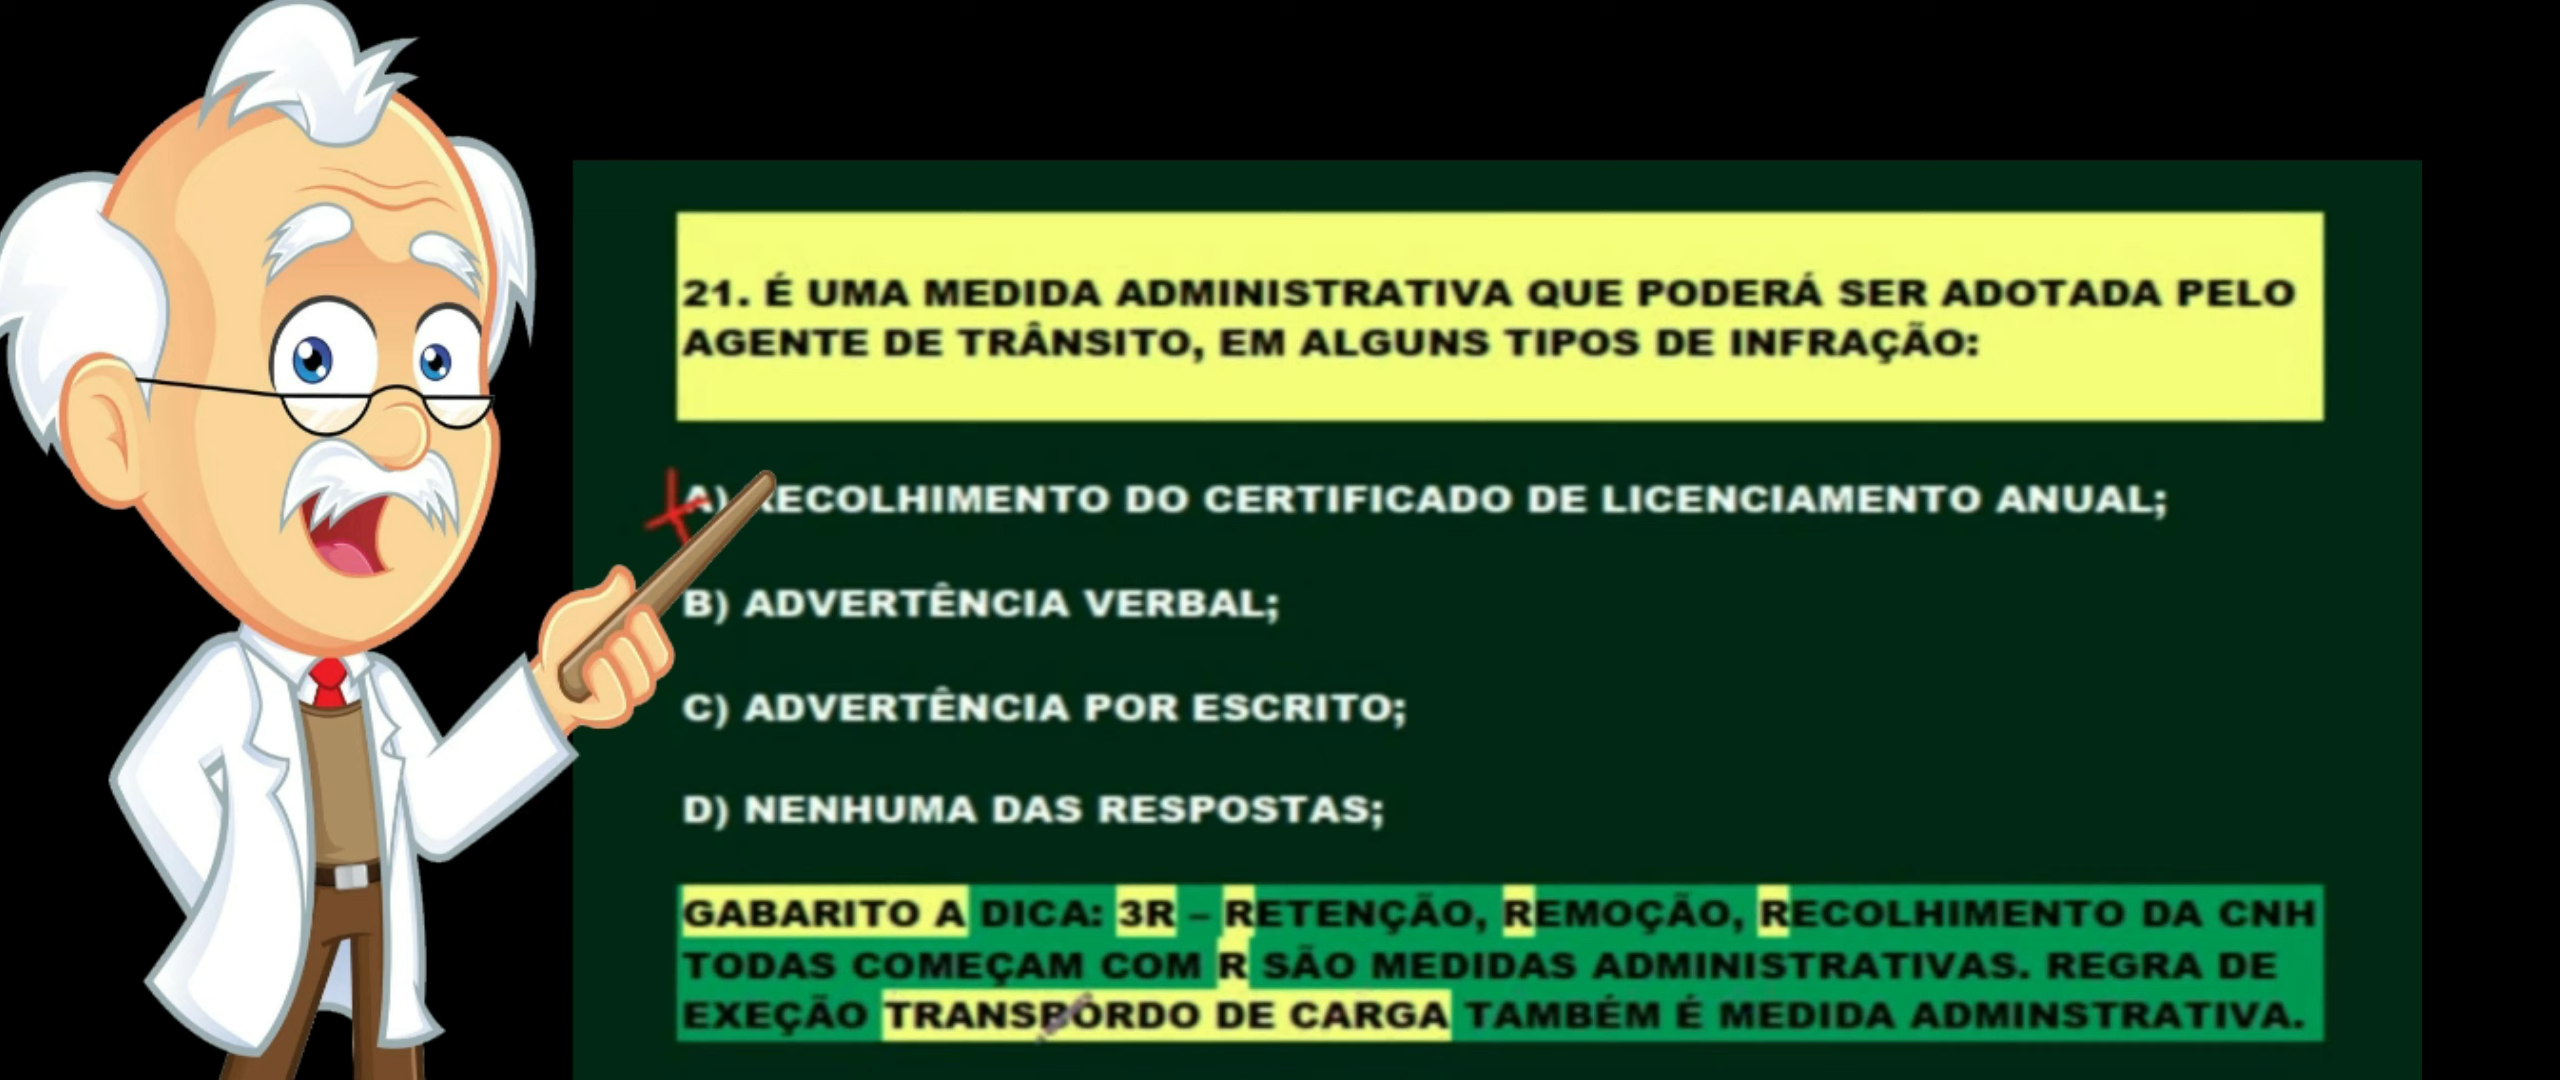 21. É UMA MEDIDA ADMINISTRATIVA QUE PODERÁ SER ADOTADA PELO
AGENTE DE TRÂNSITO, EM ALGUNS TIPOS DE INFRAÇÃO:
A) RECOLHIMENTO DO CERTIFICADO DE LICENCIAMENTO ANUAL;
B) ADVERTÊNCIA VERBAL;
C) ADVERTÊNCIA POR ESCRITO;
D) NENHUMA DAS RESPOSTAS;
GABARITO A DICA: 3R – RETENÇÃO, REMOÇÃO, RECOLHIMENTO DA CNH
TODAS COMEÇAM COM R SÃO MEDIDAS ADMINISTRATIVAS. REGRA DE
EXEÇÃO TRANSBORDO DE CARGA TAMBÉM É MEDIDA ADMINSTRATIVA.